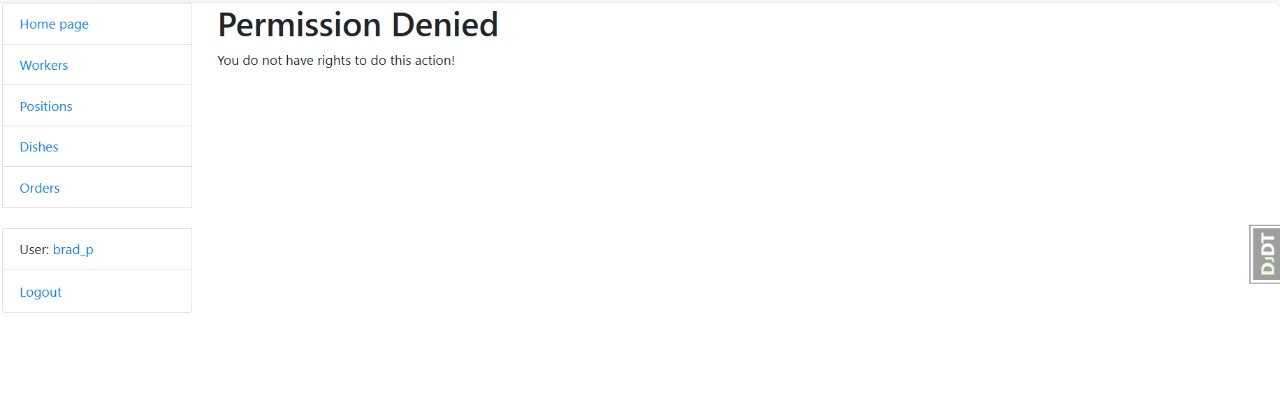 Home page
Workers
Positions
Dishes
Orders
User: brad_p
Logout
Permission Denied
You do not have rights to do this action!
DJDT